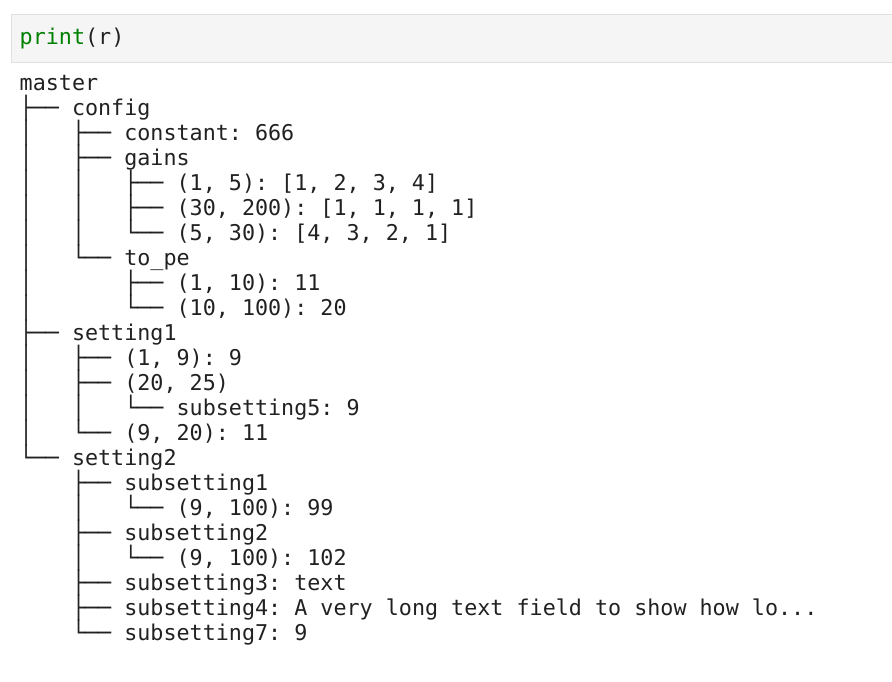 print(r)
master
├── config
│   ├── constant: 666
│   ├── gains
│   │   ├── (1, 5): [1, 2, 3, 4]
│   │   ├── (30, 200): [1, 1, 1, 1]
│   │   └── (5, 30): [4, 3, 2, 1]
│   └── to_pe
│       ├── (1, 10): 11
│       └── (10, 100): 20
├── setting1
│   ├── (1, 9): 9
│   ├── (20, 25)
│   │   └── subsetting5: 9
│   └── (9, 20): 11
└── setting2
    ├── subsetting1
    │   └── (9, 100): 99
    ├── subsetting2
    │   └── (9, 100): 102
    ├── subsetting3: text
    ├── subsetting4: A very long text field to show how lo...
    └── subsetting7: 9